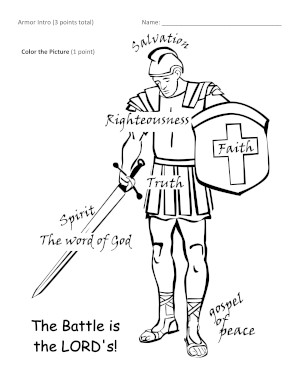 Armor Intro (3 points total) Name: ____________________
Color the Picture (1 point)
Salvation
Righteousness
Faith
Truth
Spirit
The word of God
gospel
of
peace
The Battle is
the LORD's!